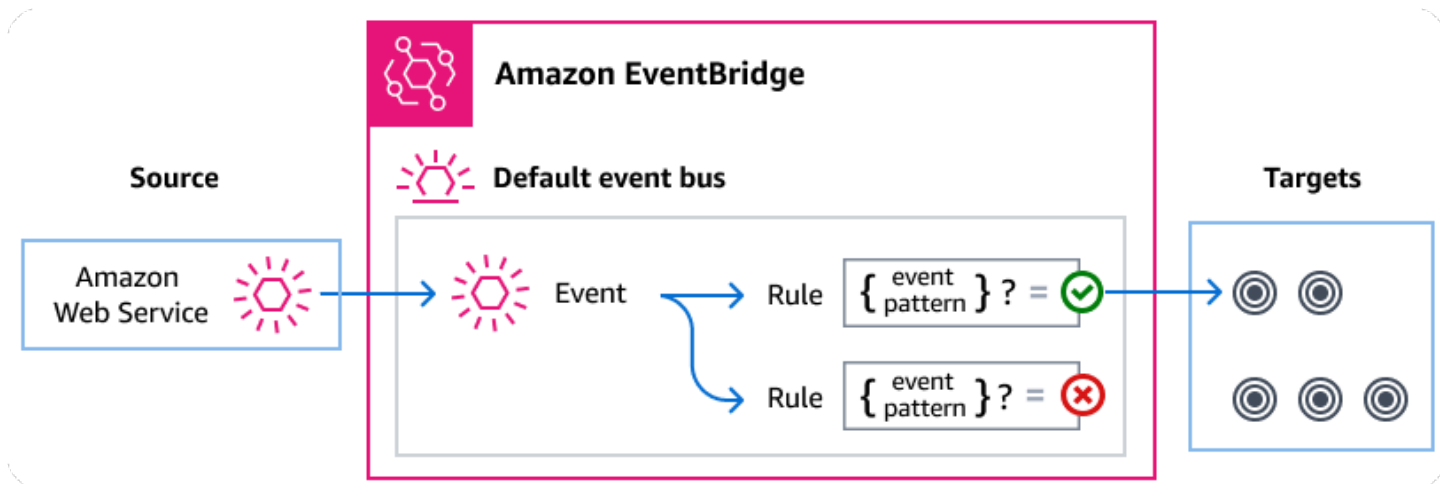 Amazon EventBridge
Source
Default event bus
Targets
Amazon
Web Service
Event
Rule
{ event
pattern } ? =
Rule
{ event
pattern } ? =